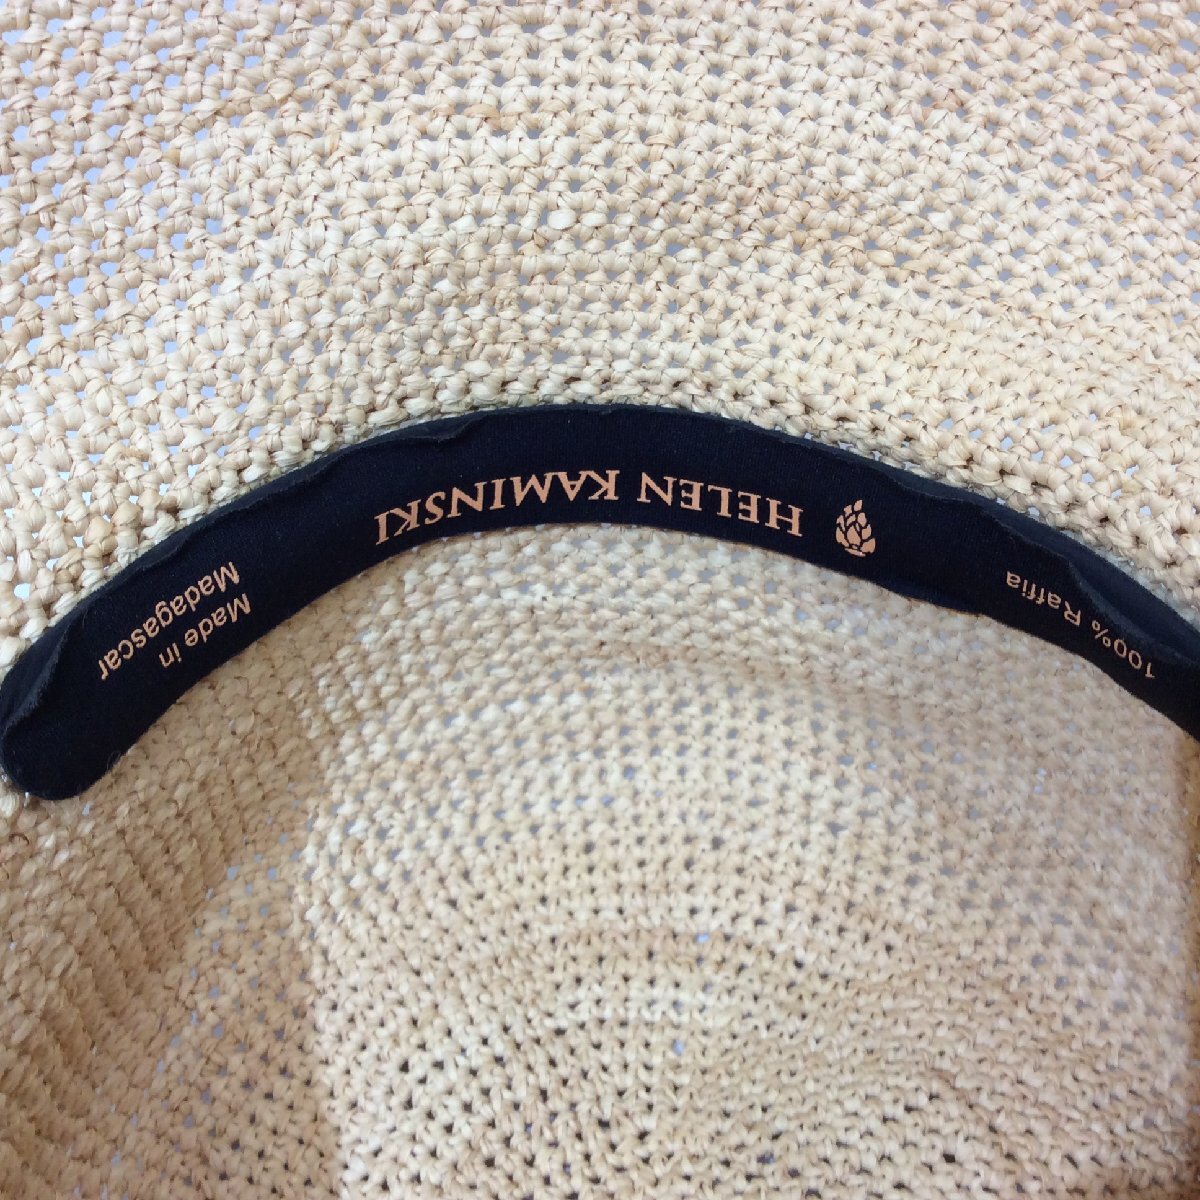 100% Raffia
HELEN KAMINSKI
Made in
Madagascar